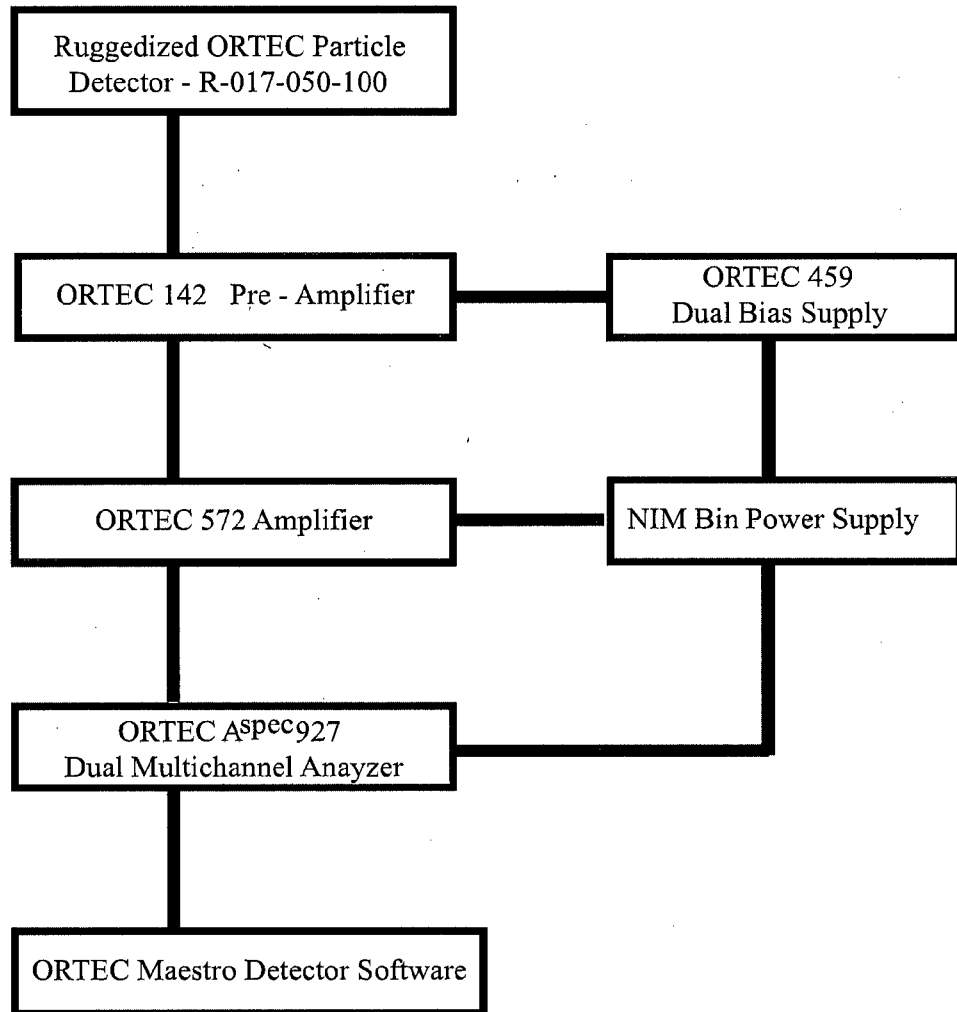 Ruggedized ORTEC Particle
Detector - R-017-050-100
ORTEC 142 Pre - Amplifier
ORTEC 459
Dual Bias Supply
ORTEC 572 Amplifier
NIM Bin Power Supply
ORTEC Aspec927
Dual Multichannel Anayzer
ORTEC Maestro Detector Software